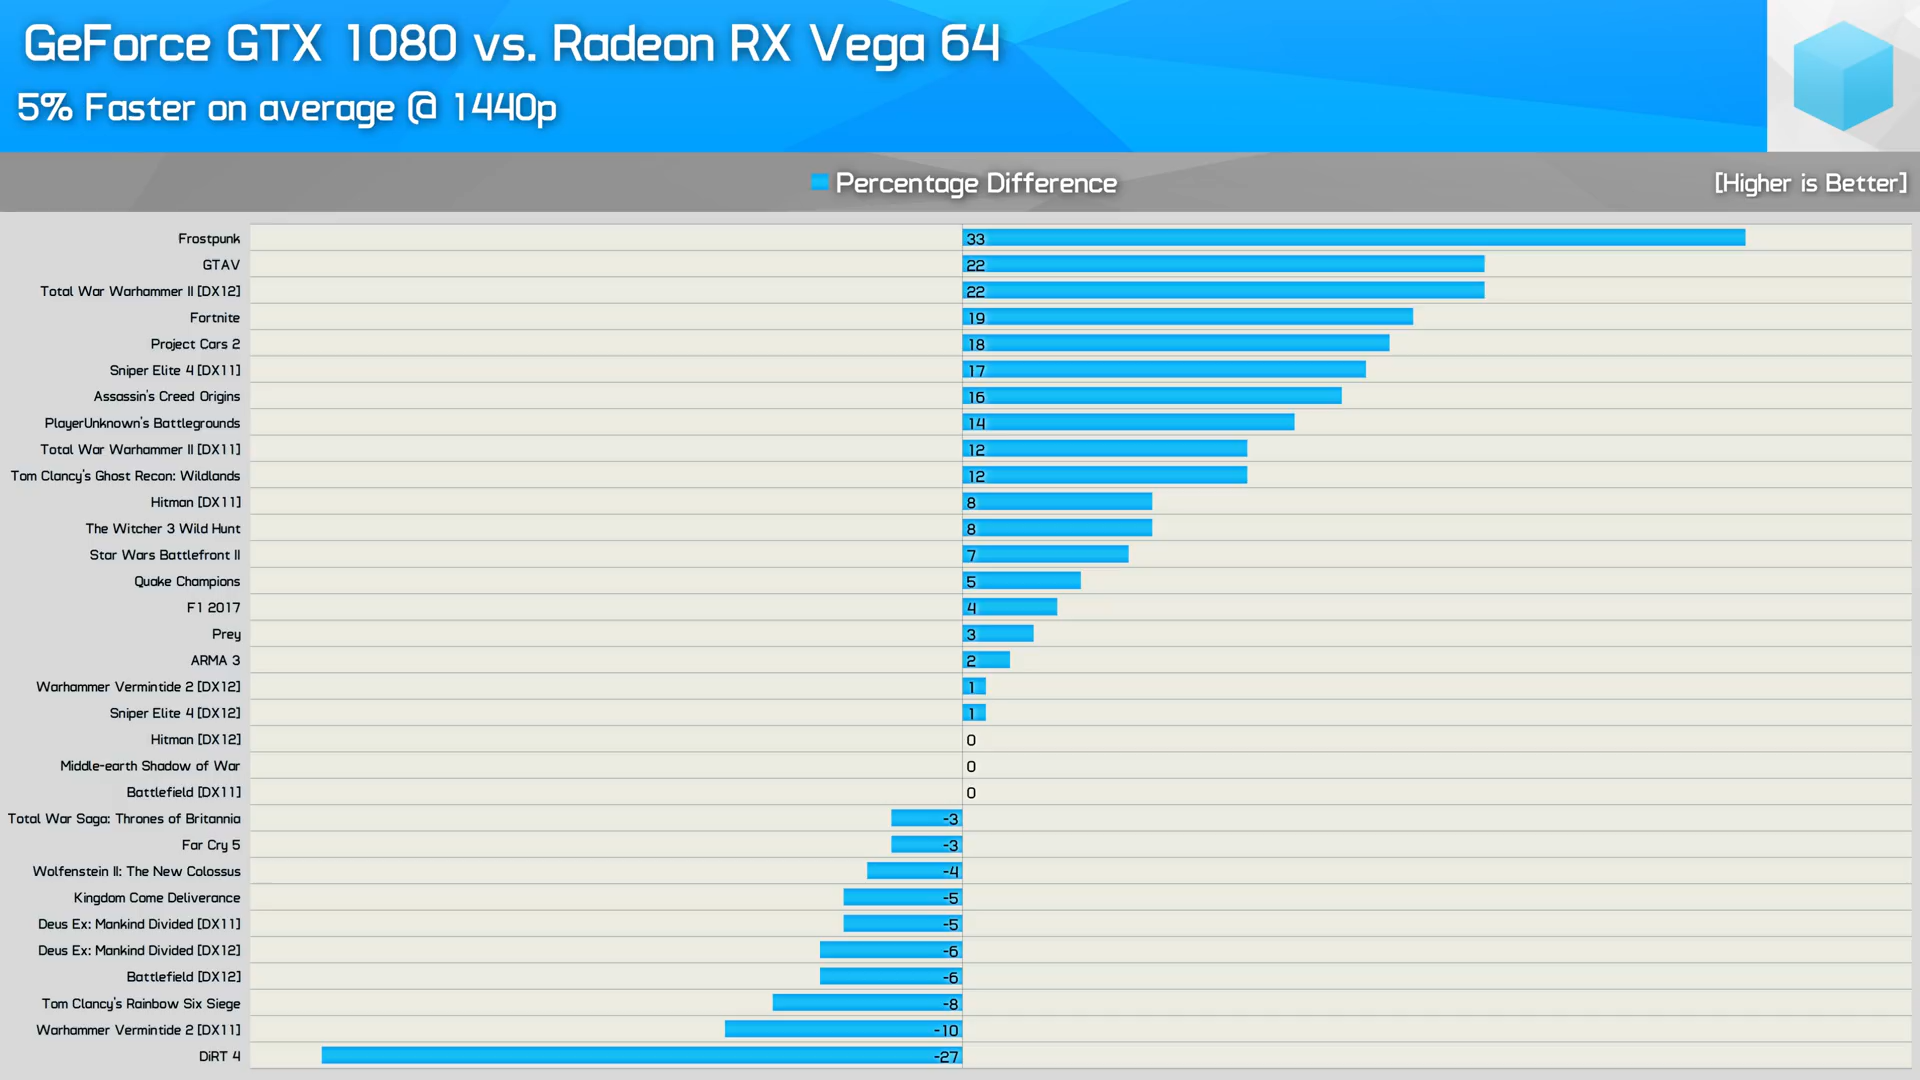 GeForce GTX 1080 vs. Radeon RX Vega 64
5% Faster on average @ 1440p
Percentage Difference
[Higher is Better]
Frostpunk 33
GTAV 22
Total War Warhammer II [DX12] 22
Fortnite 19
Project Cars 2 18
Sniper Elite 4 [DX11] 17
Assassin's Creed Origins 16
PlayerUnknown's Battlegrounds 14
Total War Warhammer II [DX11] 12
Tom Clancy's Ghost Recon: Wildlands 12
Hitman [DX11] 8
The Witcher 3 Wild Hunt 8
Star Wars Battlefront II 7
Quake Champions 5
F1 2017 4
Prey 3
ARMA 3 2
Warhammer Vermintide 2 [DX12] 1
Sniper Elite 4 [DX12] 1
Hitman [DX12] 0
Middle-earth Shadow of War 0
Battlefield [DX11] 0
Total War Saga: Thrones of Britannia -3
Far Cry 5 -3
Wolfenstein II: The New Colossus -4
Kingdom Come Deliverance -5
Deus Ex: Mankind Divided [DX11] -5
Deus Ex: Mankind Divided [DX12] -6
Battlefield [DX12] -6
Tom Clancy's Rainbow Six Siege -8
Warhammer Vermintide 2 [DX11] -10
DiRT 4 -27